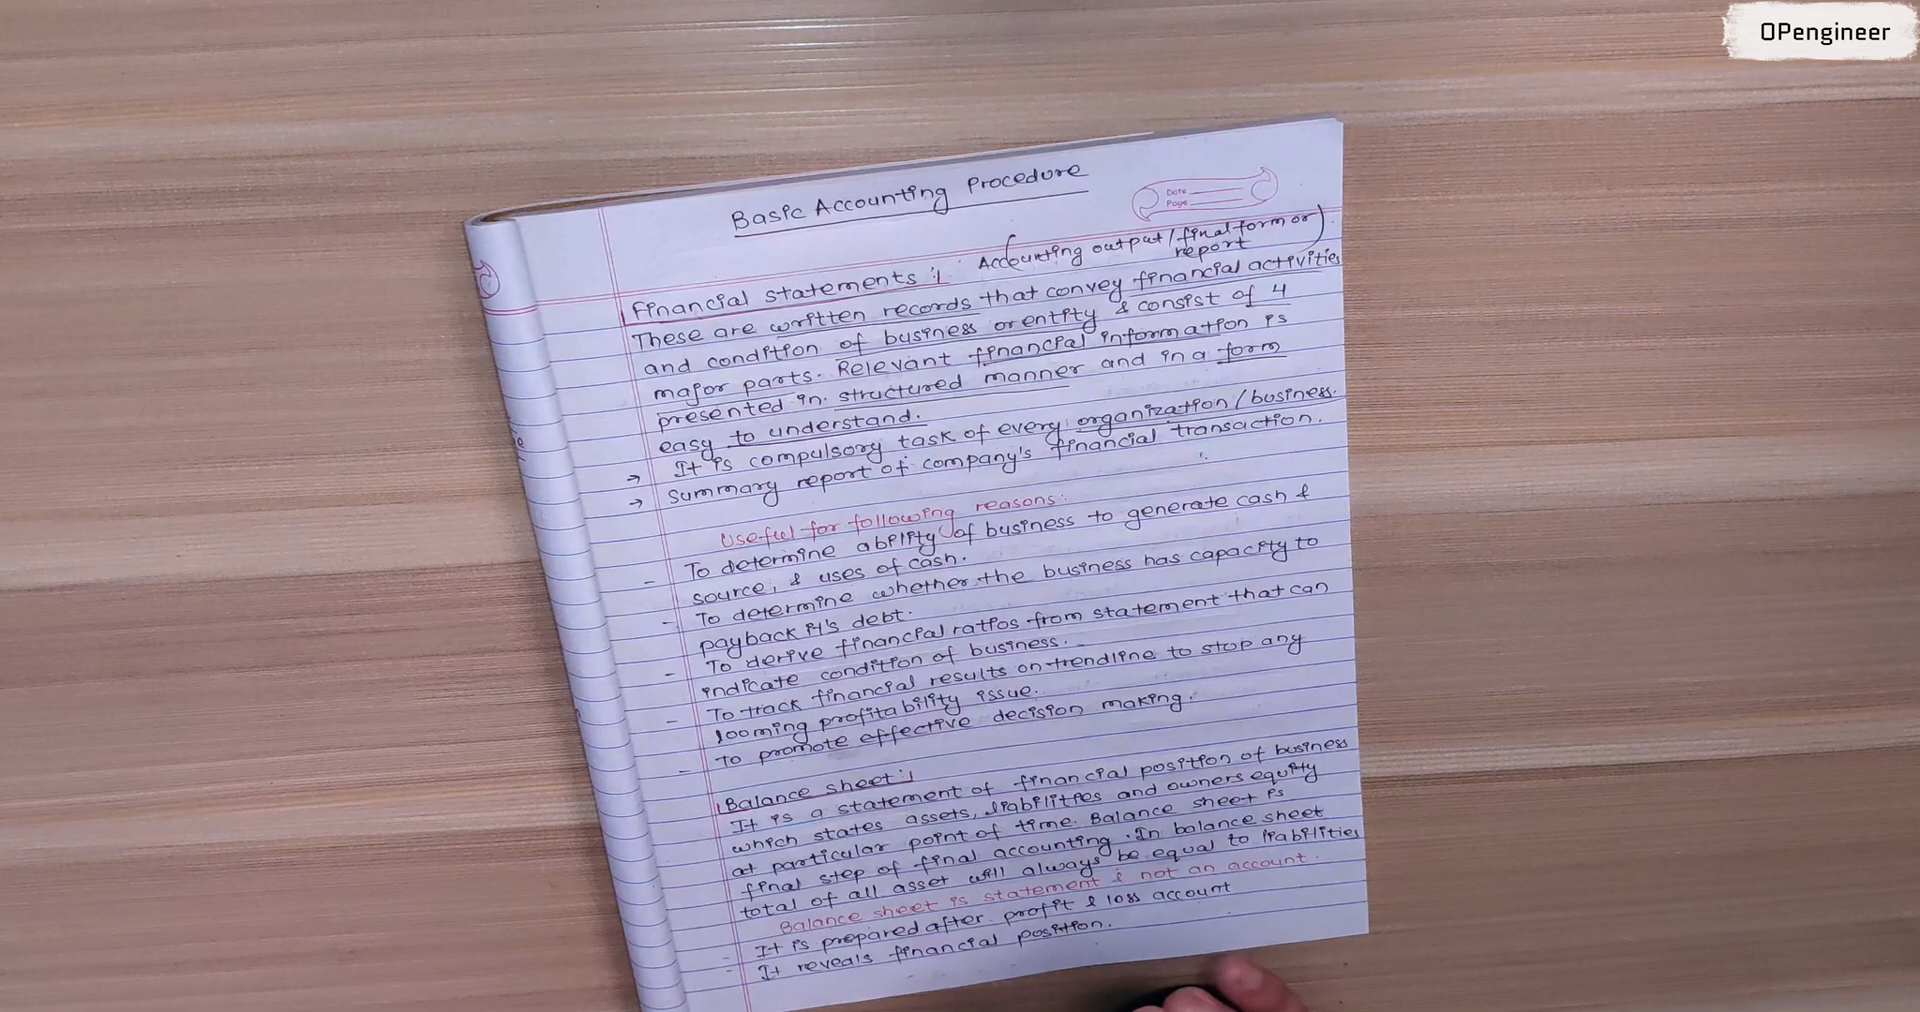 OPengineer
Basic Accounting Procedure
Date
Page
Accounting output / final form or)
report
Financial statements :|
These are written records that convey financial activities
and condition of business or entity & consist of 4
major parts. Relevant financial information is
presented in structured manner and in a form
easy to understand.
→ It is compulsory task of every organization / business.
→ summary report of company's financial transaction.
Useful for following reasons:
- To determine ability of business to generate cash &
source, & uses of cash.
- To determine whether the business has capacity to
payback it's debt.
- To derive financial ratios from statement that can
indicate condition of business.
- To track financial results on trendline to stop any
looming profitability issue.
- To promote effective decision making.
Balance sheet :|
It is a statement of financial position of business
which states assets, liabilities and owners equity
at particular point of time. Balance sheet is
final step of final accounting. In balance sheet
total of all asset will always be equal to liabilities
Balance sheet is statement & not an account.
- It is prepared after profit & loss account
- It reveals financial position.